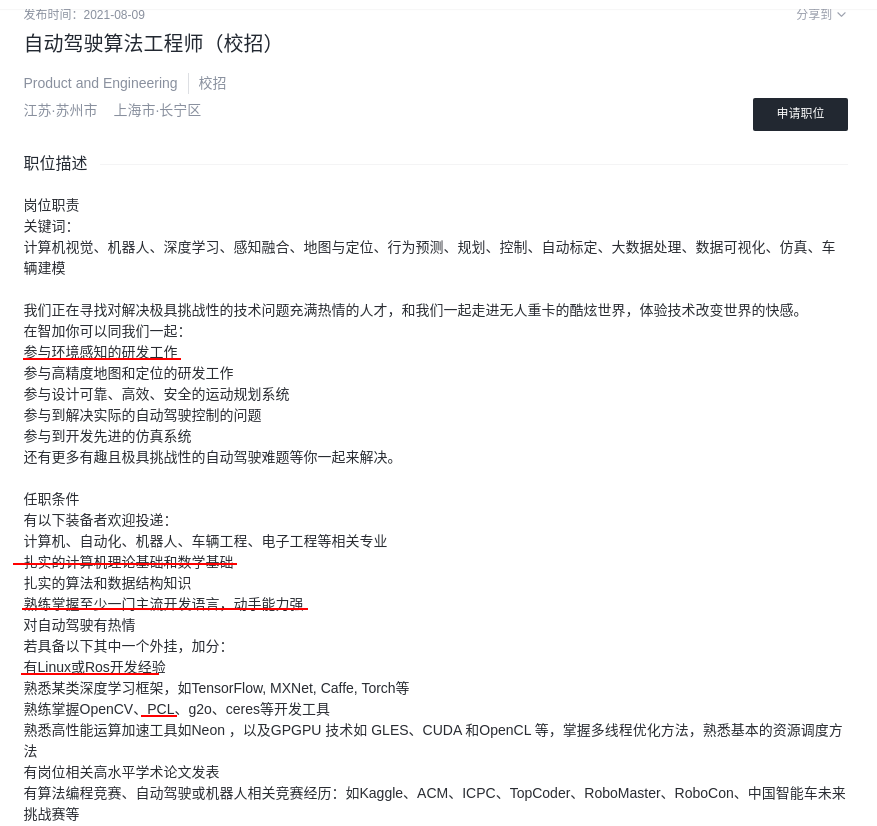 发布时间：2021-08-09
分享到
自动驾驶算法工程师（校招）
Product and Engineering 校招
江苏·苏州市 上海市·长宁区
申请职位
职位描述
岗位职责
关键词：
计算机视觉、机器人、深度学习、感知融合、地图与定位、行为预测、规划、控制、自动标定、大数据处理、数据可视化、仿真、车
辆建模
我们正在寻找对解决极具挑战性的技术问题充满热情的人才，和我们一起走进无人重卡的酷炫世界，体验技术改变世界的快感。
在智加你可以同我们一起：
参与环境感知的研发工作
参与高精度地图和定位的研发工作
参与设计可靠、高效、安全的运动规划系统
参与到解决实际的自动驾驶控制的问题
参与到开发先进的仿真系统
还有更多有趣且极具挑战性的自动驾驶难题等你一起来解决。
任职条件
有以下装备者欢迎投递：
计算机、自动化、机器人、车辆工程、电子工程等相关专业
扎实的计算机理论基础和数学基础
扎实的算法和数据结构知识
熟练掌握至少一门主流开发语言，动手能力强
对自动驾驶有热情
若具备以下其中一个外挂，加分：
有Linux或Ros开发经验
熟悉某类深度学习框架，如TensorFlow, MXNet, Caffe, Torch等
熟练掌握OpenCV、PCL、g2o、ceres等开发工具
熟悉高性能运算加速工具如Neon ，以及GPGPU 技术如 GLES、CUDA 和OpenCL 等，掌握多线程优化方法，熟悉基本的资源调度方
法
有岗位相关高水平学术论文发表
有算法编程竞赛、自动驾驶或机器人相关竞赛经历：如Kaggle、ACM、ICPC、TopCoder、RoboMaster、RoboCon、中国智能车未来
挑战赛等